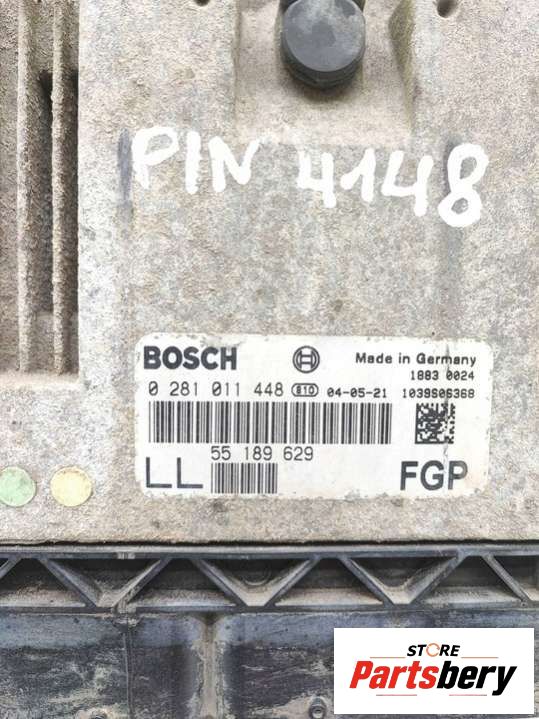 PIN 4148
BOSCH Made in Germany
1883 0024
0 281 011 448 e10 04-05-21 1039S06368
55 189 629
LL FGP
STORE
Partsbery